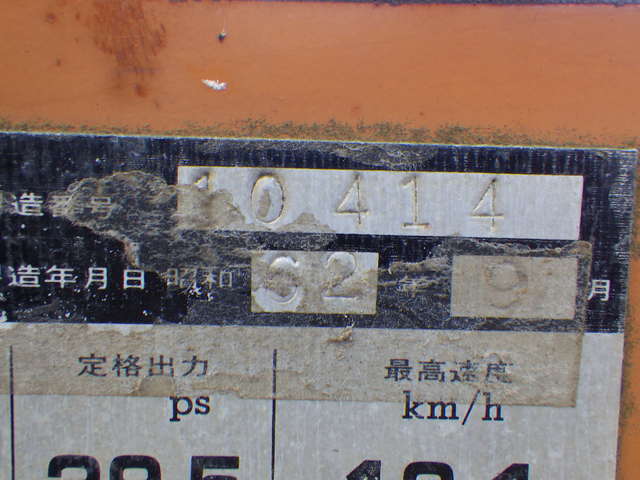 造番号 10414
造年月日 昭和 62 年 9 月
定格出力 最高速度
ps km/h